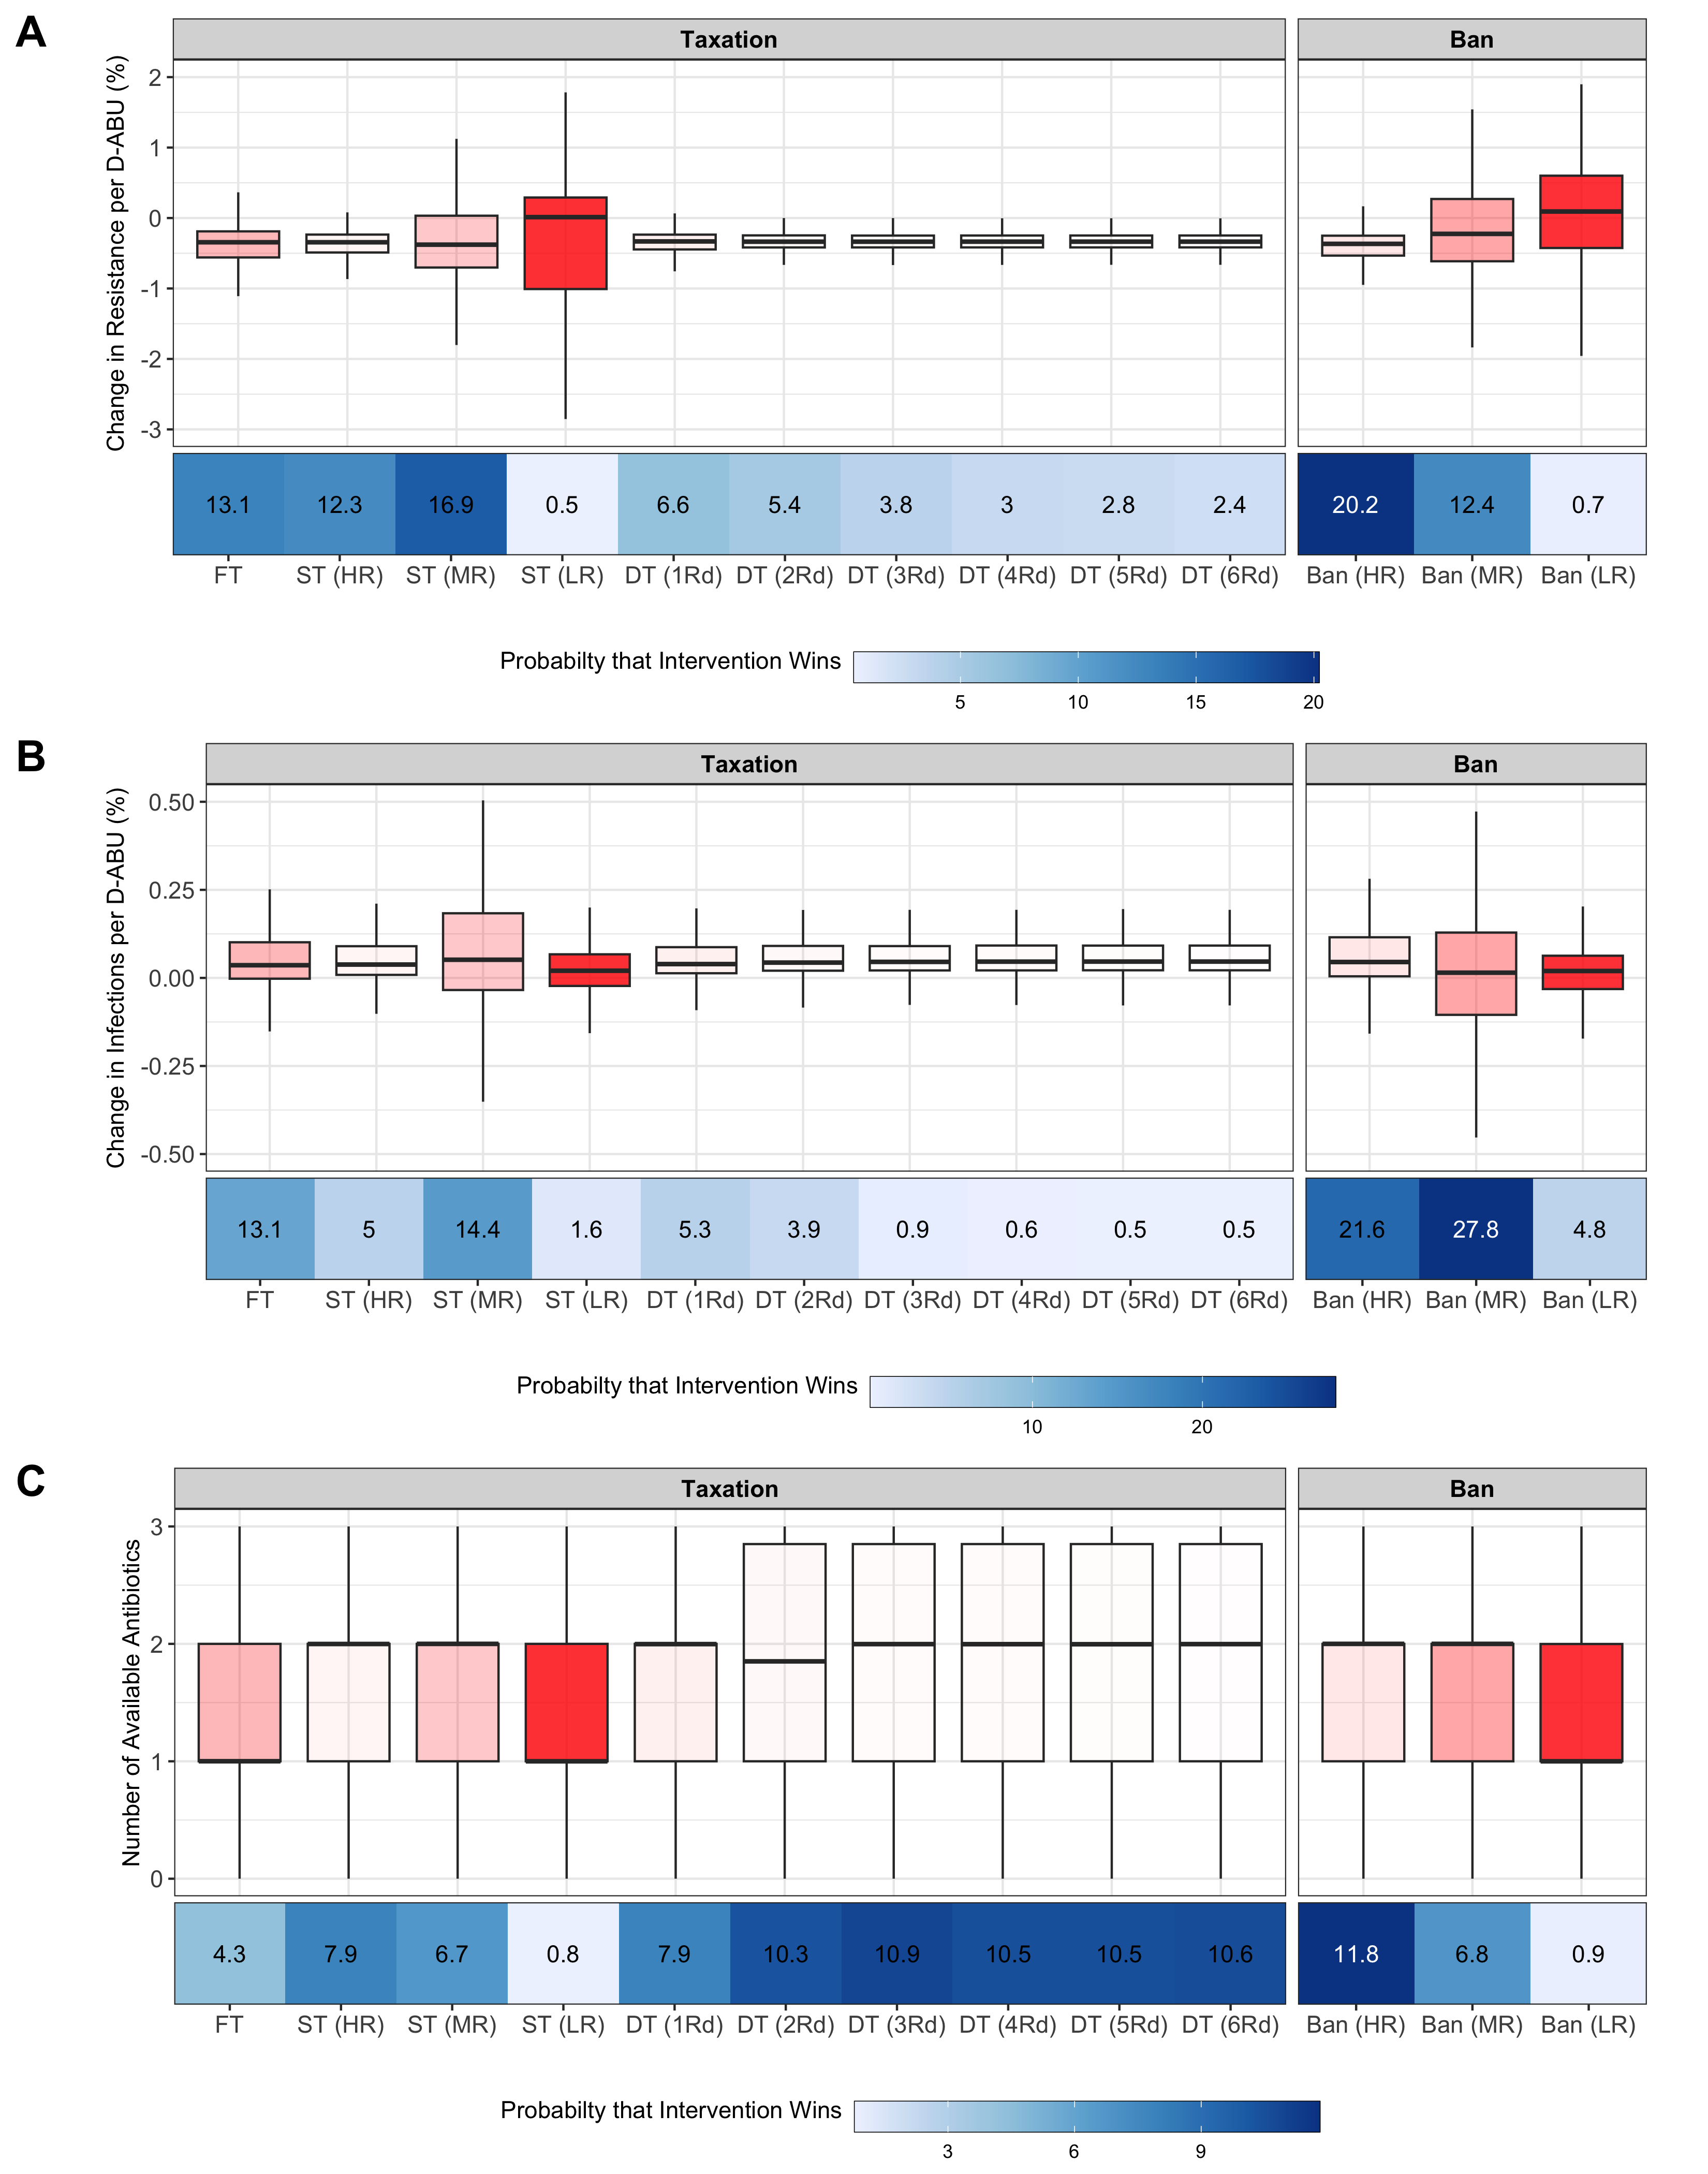 A
Taxation
Ban
Change in Resistance per D-ABU (%)
2
1
0
-1
-2
-3
13.1 12.3 16.9 0.5 6.6 5.4 3.8 3 2.8 2.4 20.2 12.4 0.7
FT ST (HR) ST (MR) ST (LR) DT (1Rd) DT (2Rd) DT (3Rd) DT (4Rd) DT (5Rd) DT (6Rd) Ban (HR) Ban (MR) Ban (LR)
Probabilty that Intervention Wins
5 10 15 20
B
Taxation
Ban
Change in Infections per D-ABU (%)
0.50
0.25
0.00
-0.25
-0.50
13.1 5 14.4 1.6 5.3 3.9 0.9 0.6 0.5 0.5 21.6 27.8 4.8
FT ST (HR) ST (MR) ST (LR) DT (1Rd) DT (2Rd) DT (3Rd) DT (4Rd) DT (5Rd) DT (6Rd) Ban (HR) Ban (MR) Ban (LR)
Probabilty that Intervention Wins
10 20
C
Taxation
Ban
Number of Available Antibiotics
3
2
1
0
4.3 7.9 6.7 0.8 7.9 10.3 10.9 10.5 10.5 10.6 11.8 6.8 0.9
FT ST (HR) ST (MR) ST (LR) DT (1Rd) DT (2Rd) DT (3Rd) DT (4Rd) DT (5Rd) DT (6Rd) Ban (HR) Ban (MR) Ban (LR)
Probabilty that Intervention Wins
3 6 9